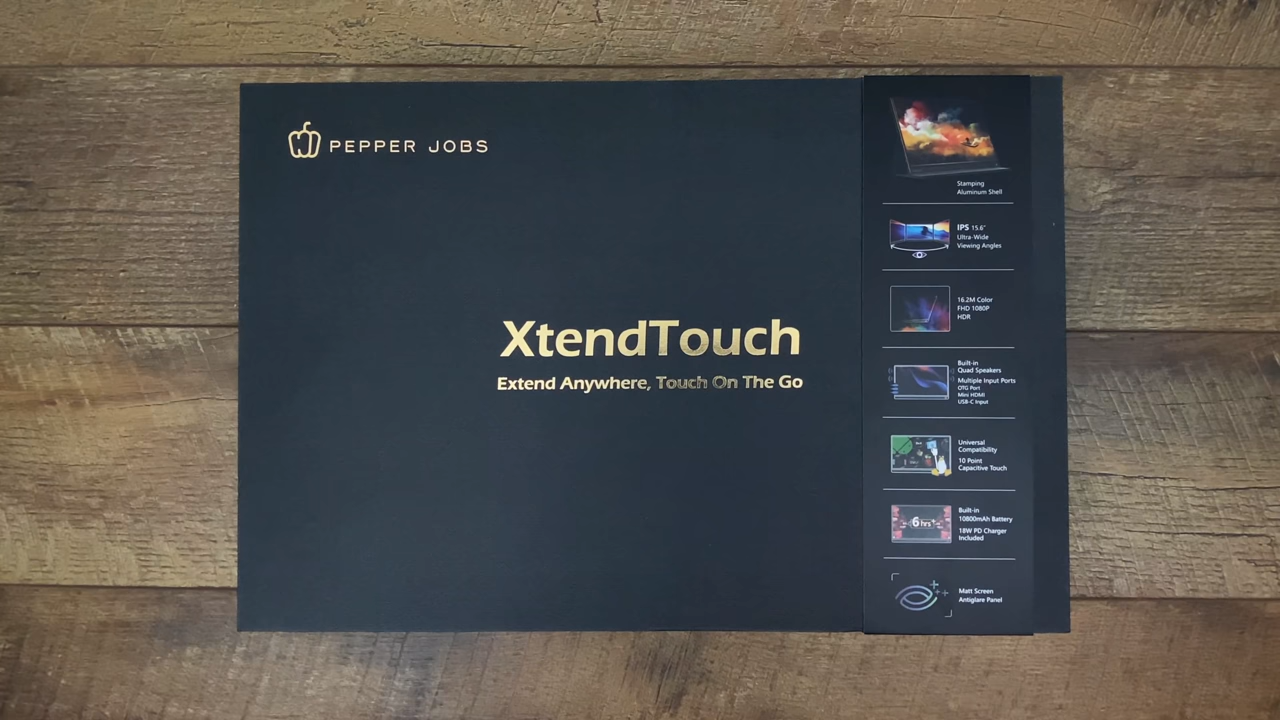 PEPPER JOBS
XtendTouch
Extend Anywhere, Touch On The Go
Stamping
Aluminum Shell
IPS 15.6"
Ultra-Wide
Viewing Angles
16.2M Color
FHD 1080P
HDR
Built-in
Quad Speakers
Multiple Input Ports
OTG Port
Mini HDMI
USB-C Input
Universal
Compatibility
10 Point
Capacitive Touch
6hrs+
Built-in
10800mAh Battery
18W PD Charger
Included
Matt Screen
Antiglare Panel